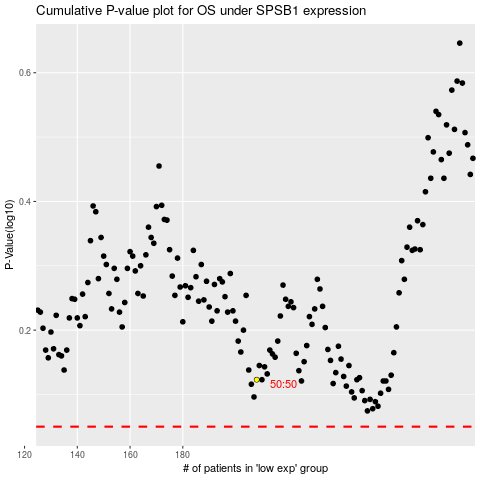 Cumulative P-value plot for OS under SPSB1 expression
P-Value(log10)
0.6
0.4
0.2
50:50
120 140 160 180
# of patients in 'low exp' group